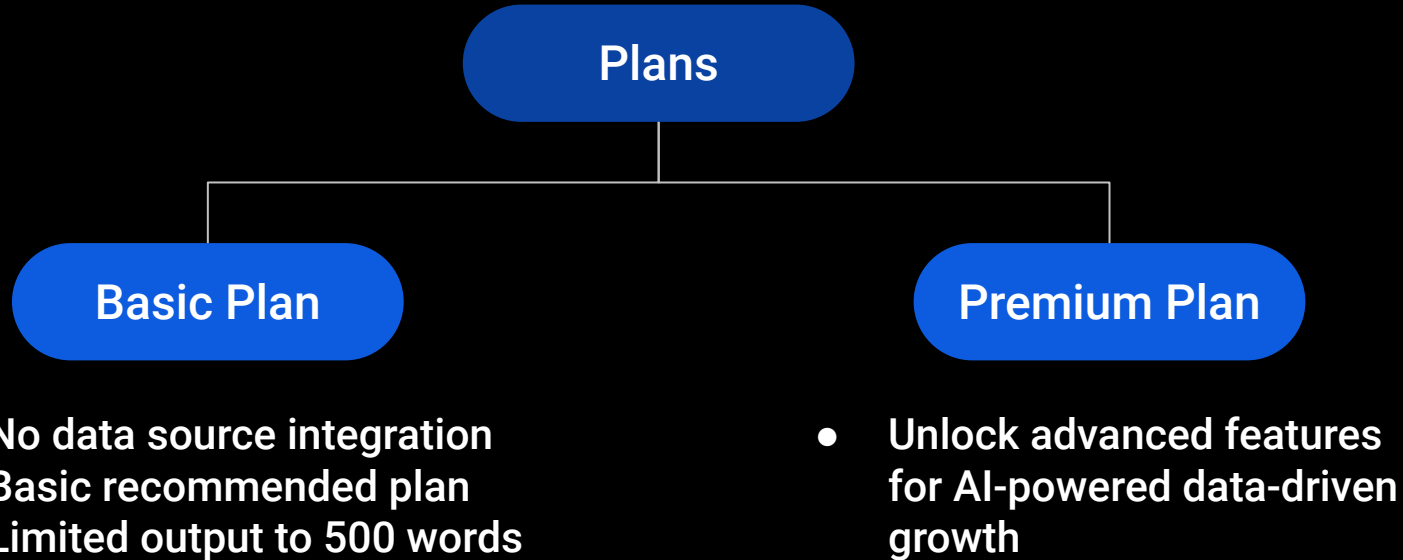 Plans
Basic Plan
Premium Plan
No data source integration
Basic recommended plan
Limited output to 500 words
● Unlock advanced features
for AI-powered data-driven
growth